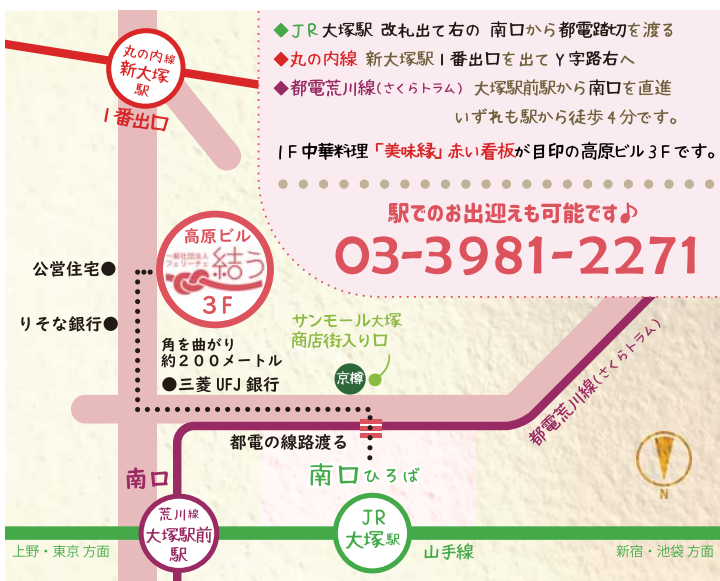 ◆JR大塚駅 改札出て右の 南口から都電踏切を渡る
◆丸の内線 新大塚駅1番出口を出てY字路右へ
◆都電荒川線(さくらトラム) 大塚駅前駅から南口を直進
いずれも駅から徒歩4分です。
1F中華料理「美味縁」赤い看板が目印の高原ビル3Fです。
駅でのお出迎えも可能です♪
03-3981-2271
丸の内線
新大塚
駅
1番出口
高原ビル
一般社団法人
フェリーチェ
結う
3F
公営住宅●
りそな銀行●
角を曲がり
約200メートル
●三菱UFJ銀行
サンモール大塚
商店街入り口
京樽
都電荒川線(さくらトラム)
都電の線路渡る
南口
南口ひろば
N
荒川線
大塚駅前
駅
JR
大塚駅
山手線
上野・東京方面
新宿・池袋方面